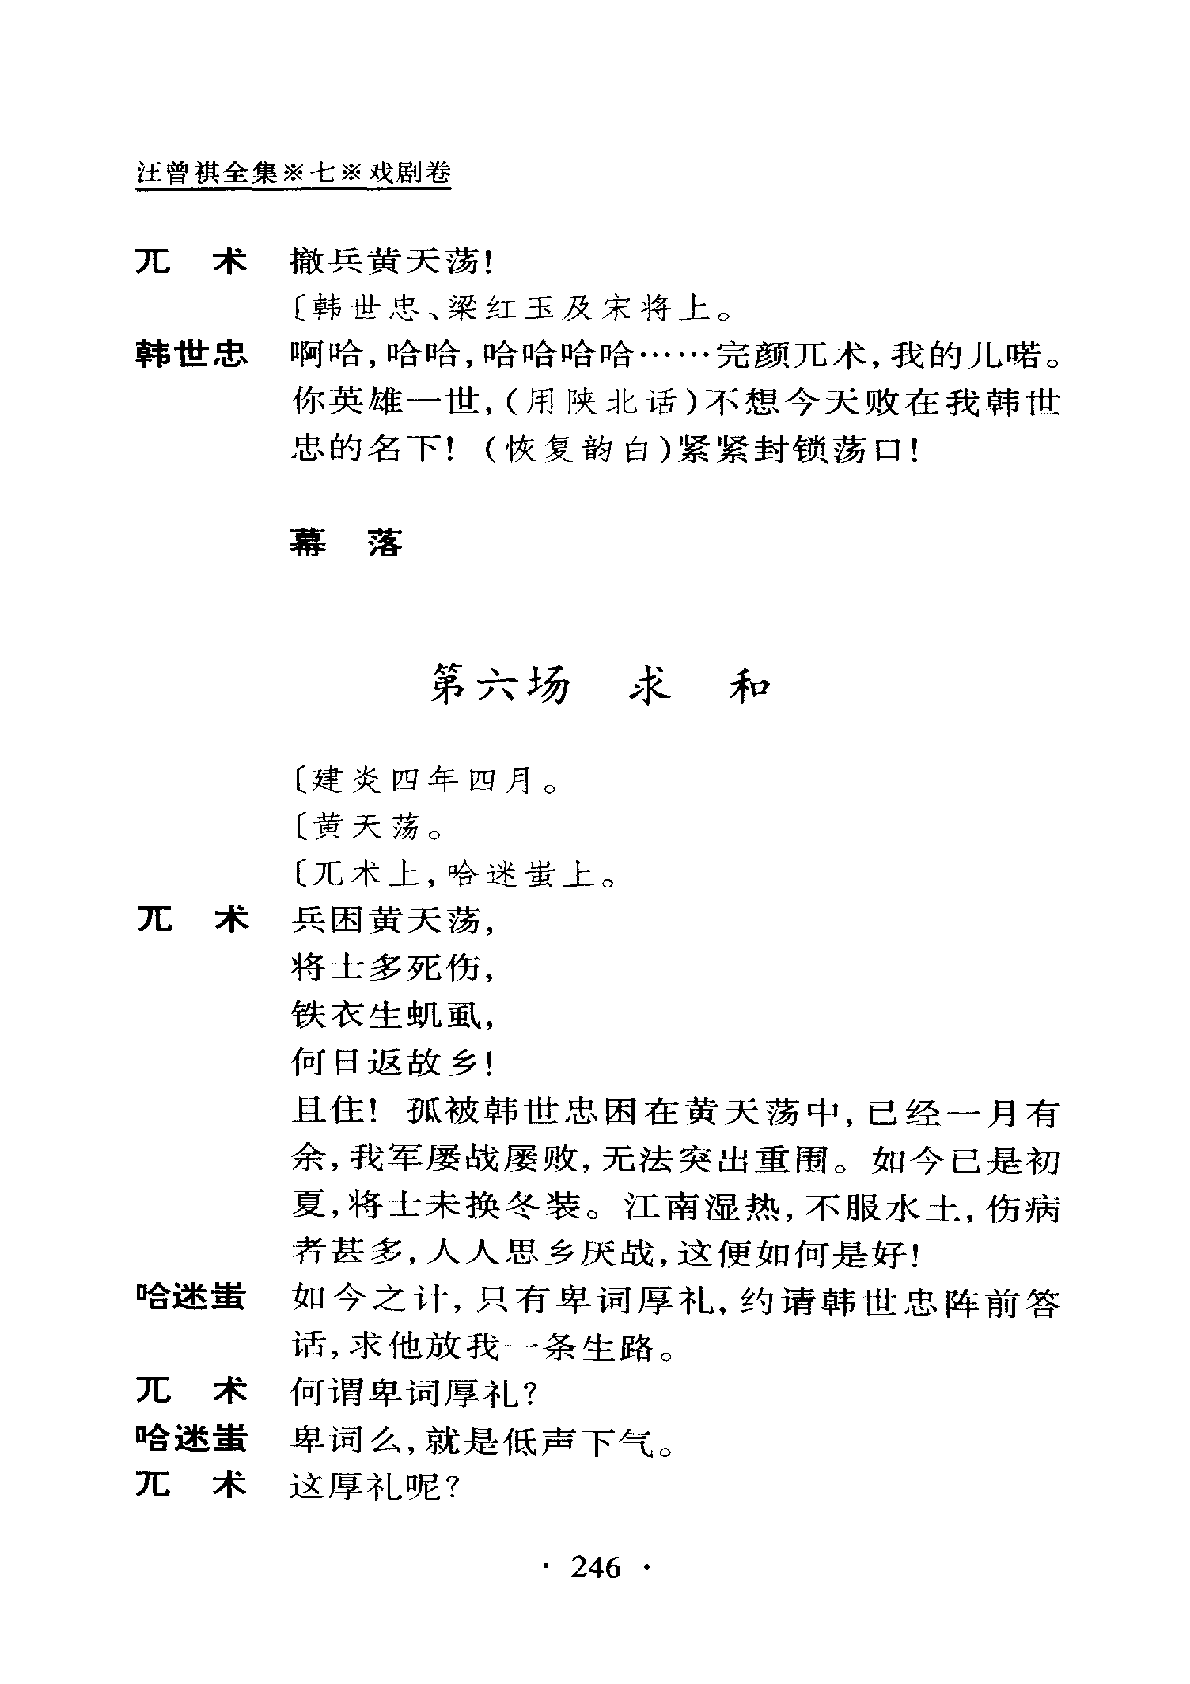 汪曾祺全集※七※戏剧卷
兀　术　撤兵黄天荡！
〔韩世忠、梁红玉及宋将上。
韩世忠　啊哈，哈哈，哈哈哈哈……完颜兀术，我的儿喏。
你英雄一世，（用陕北话）不想今天败在我韩世
忠的名下！（恢复韵白）紧紧封锁荡口！
幕　落
第六场　求　和
〔建炎四年四月。
〔黄天荡。
〔兀术上，哈迷蚩上。
兀　术　兵困黄天荡，
将士多死伤，
铁衣生虮虱，
何日返故乡！
且住！孤被韩世忠困在黄天荡中，已经一月有
余，我军屡战屡败，无法突出重围。如今已是初
夏，将士未换冬装。江南湿热，不服水土，伤病
者甚多，人人思乡厌战，这便如何是好！
哈迷蚩　如今之计，只有卑词厚礼，约请韩世忠阵前答
话，求他放我一条生路。
兀　术　何谓卑词厚礼？
哈迷蚩　卑词么，就是低声下气。
兀　术　这厚礼呢？
· 246 ·